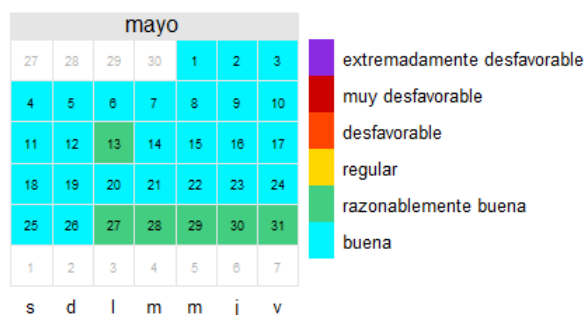 mayo
27 28 29 30 1 2 3
4 5 6 7 8 9 10
11 12 13 14 15 16 17
18 19 20 21 22 23 24
25 26 27 28 29 30 31
1 2 3 4 5 6 7
s d l m m j v
extremadamente desfavorable
muy desfavorable
desfavorable
regular
razonablemente buena
buena